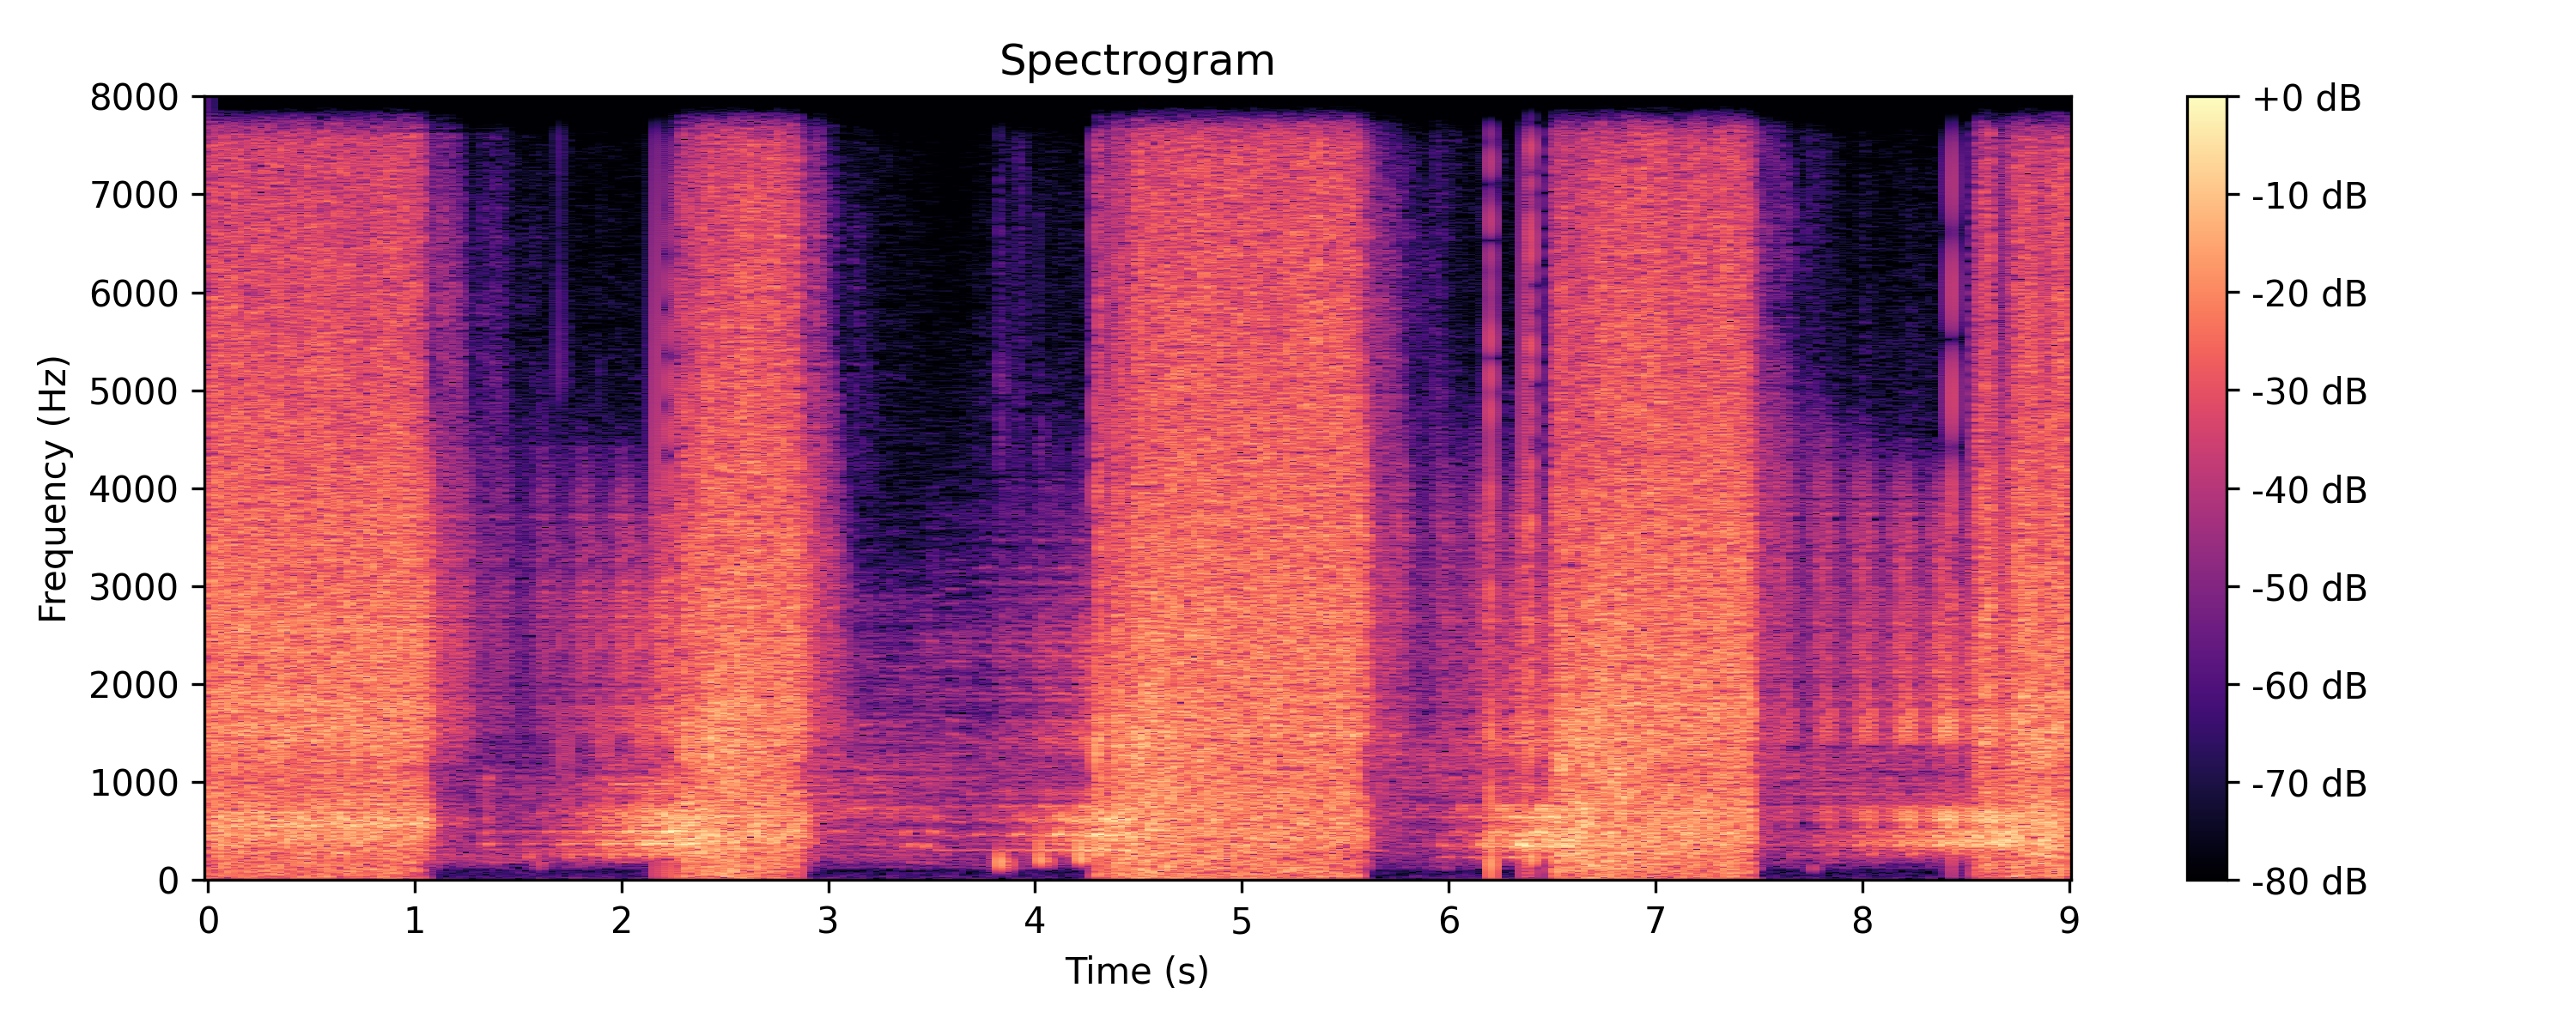 Spectrogram
8000
7000
6000
5000
4000
3000
2000
1000
0
Frequency (Hz)
0 1 2 3 4 5 6 7 8 9
Time (s)
+0 dB
-10 dB
-20 dB
-30 dB
-40 dB
-50 dB
-60 dB
-70 dB
-80 dB